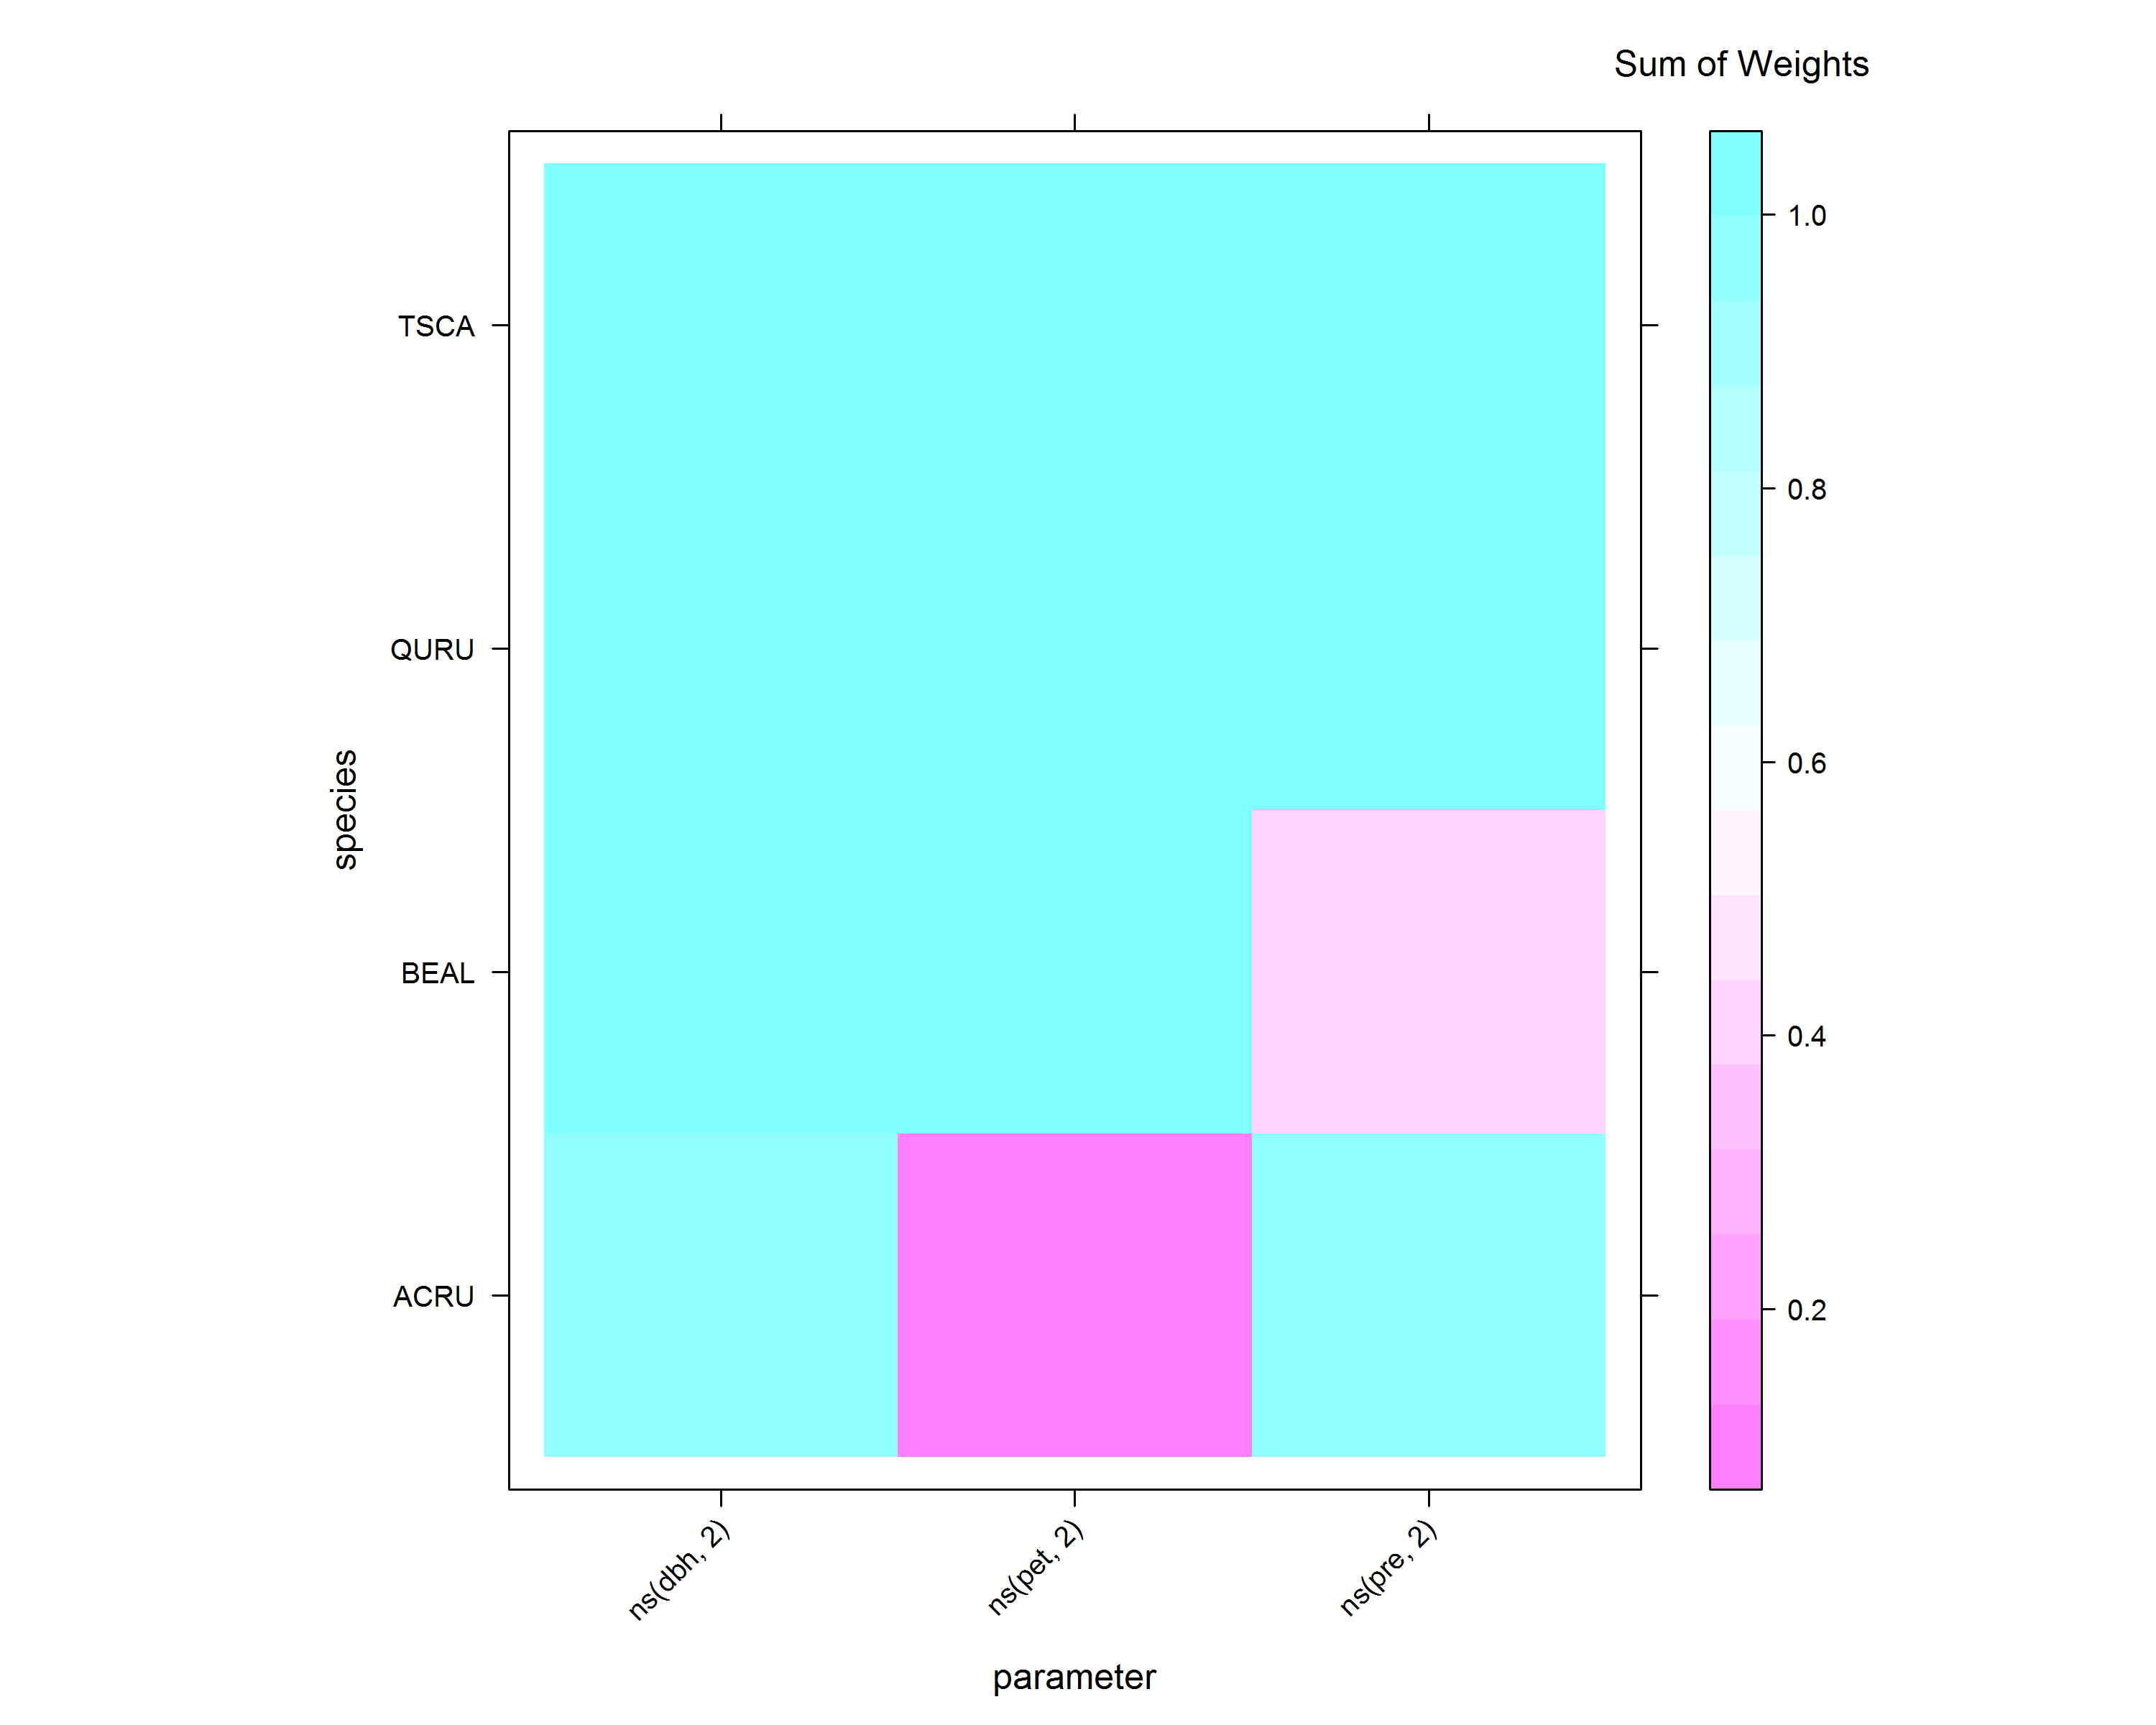 Sum of Weights
1.0
0.8
0.6
0.4
0.2
species
TSCA
QURU
BEAL
ACRU
ns(dbh, 2)
ns(pet, 2)
ns(pre, 2)
parameter